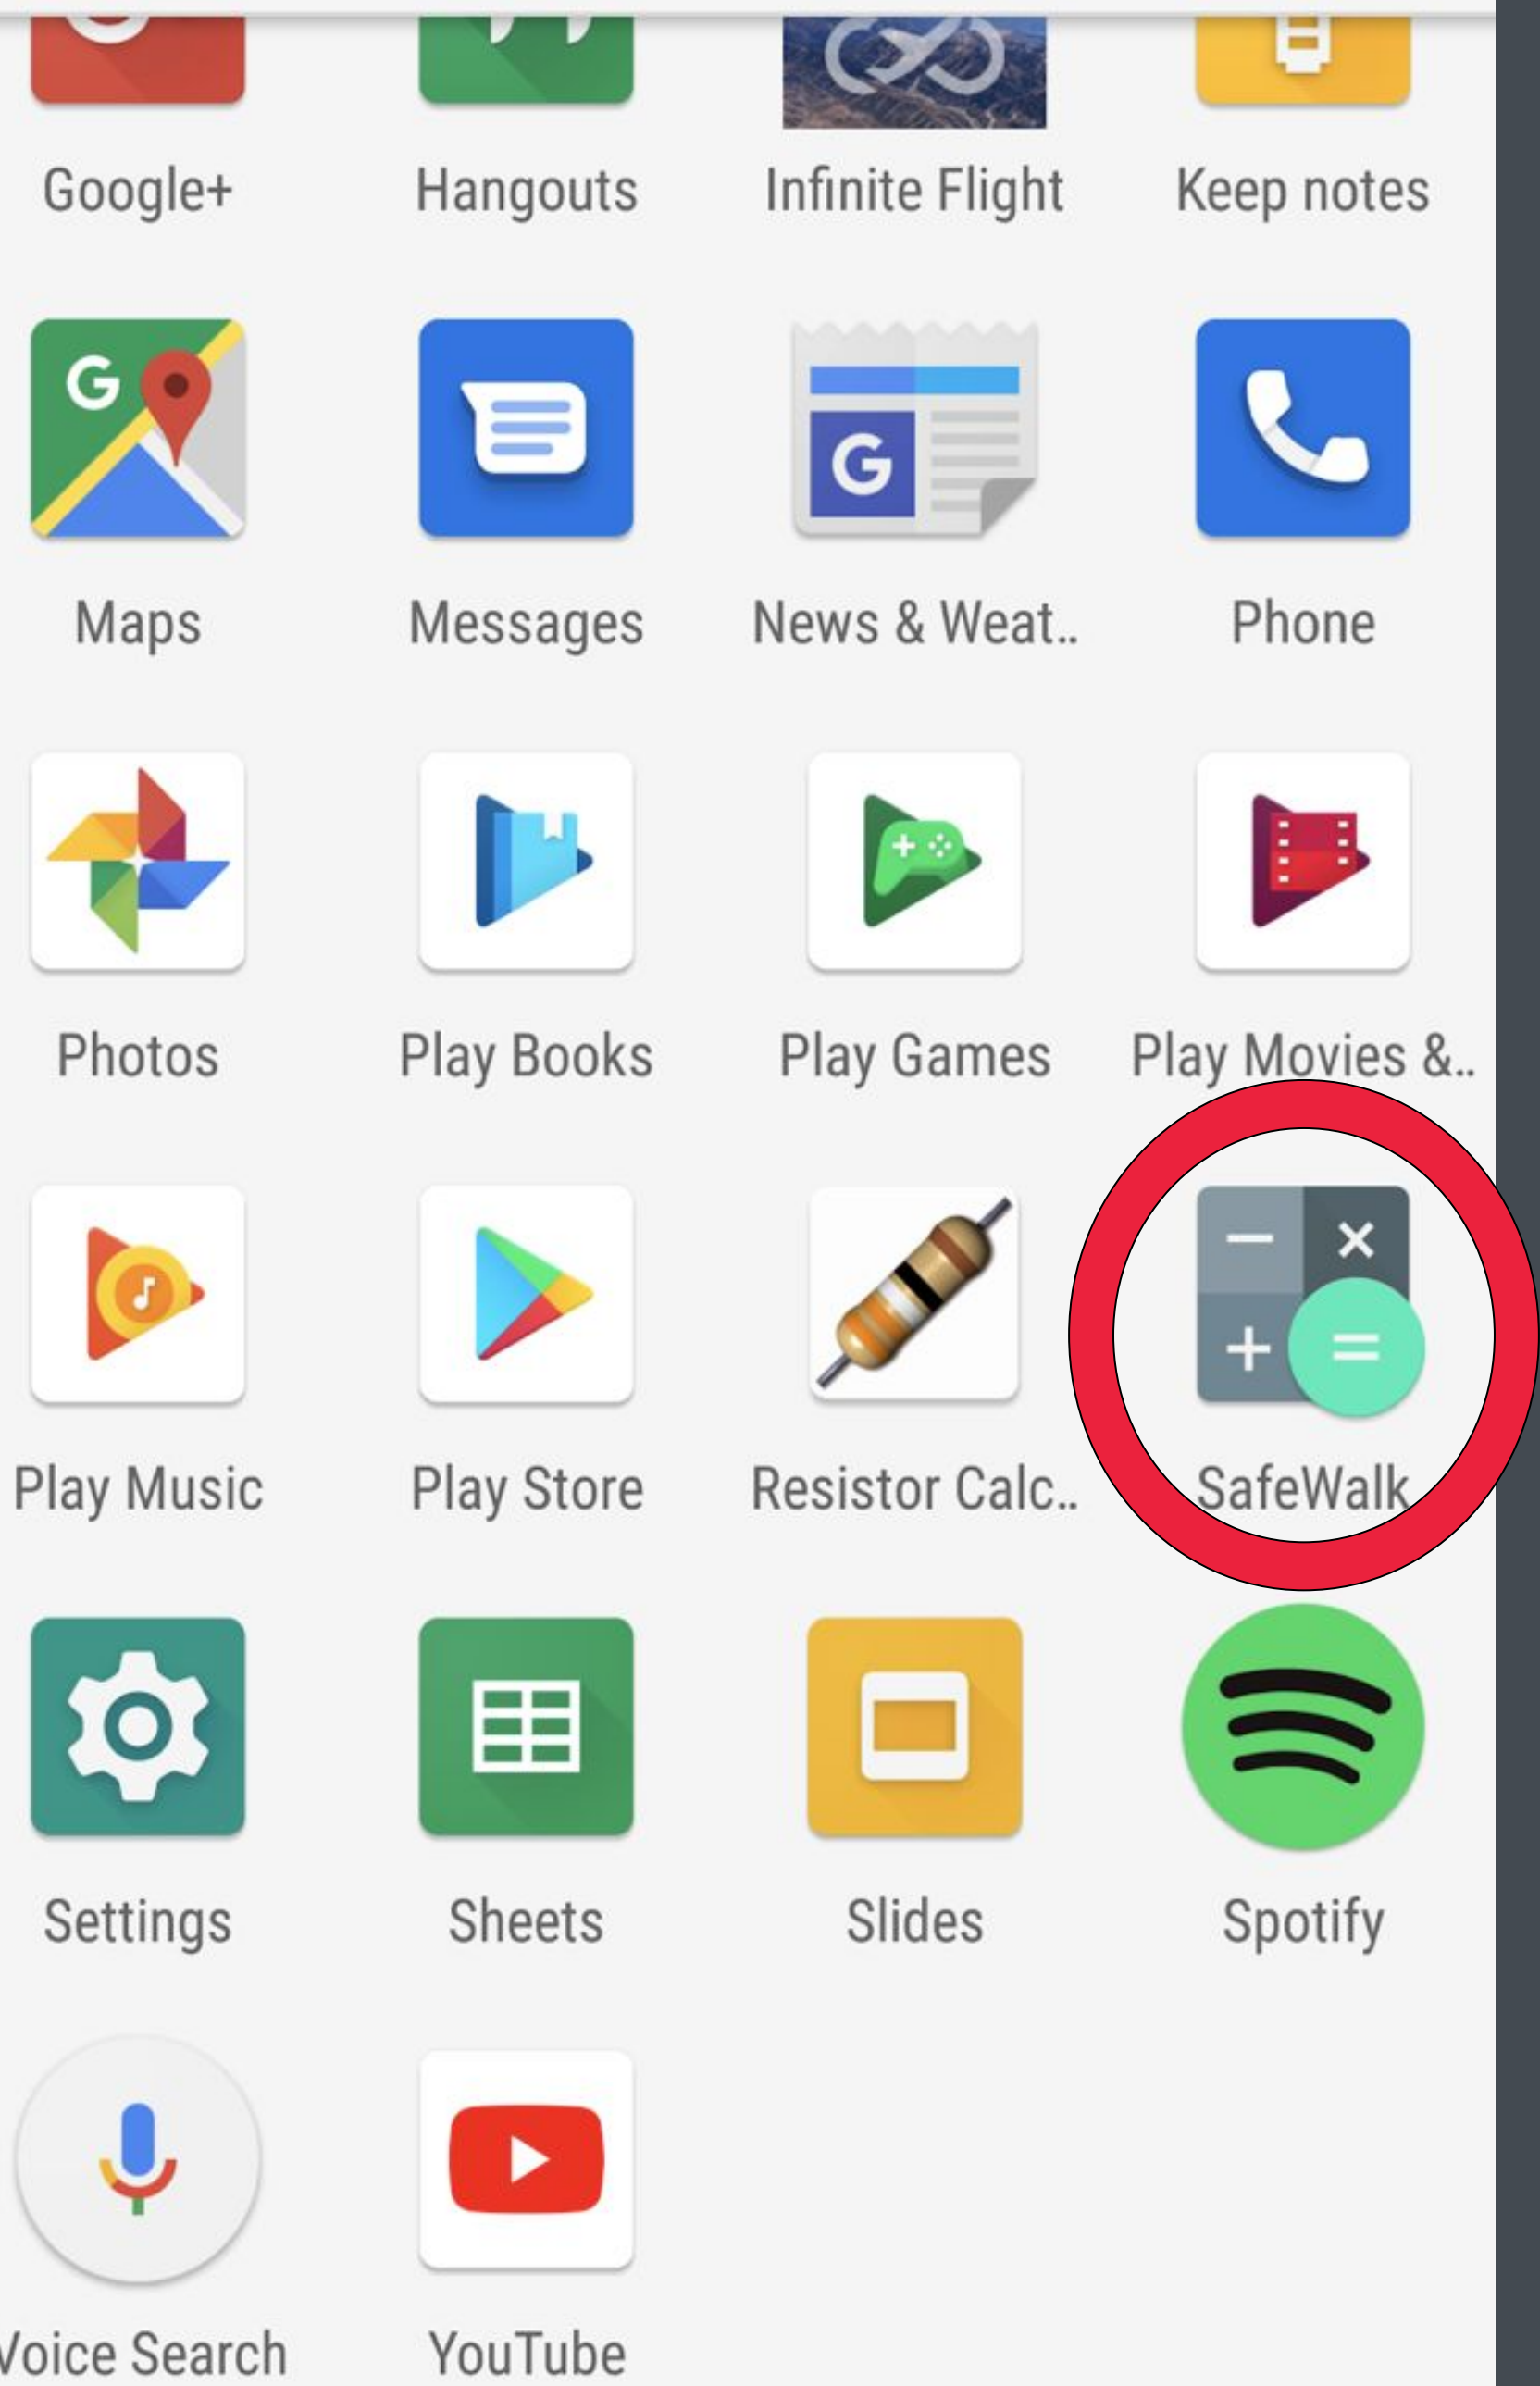 Google+ Hangouts Infinite Flight Keep notes
G
Maps Messages News & Weat.. Phone
G
Photos Play Books Play Games Play Movies &..
− ×
+ =
Play Music Play Store Resistor Calc.. SafeWalk
Settings Sheets Slides Spotify
Voice Search YouTube